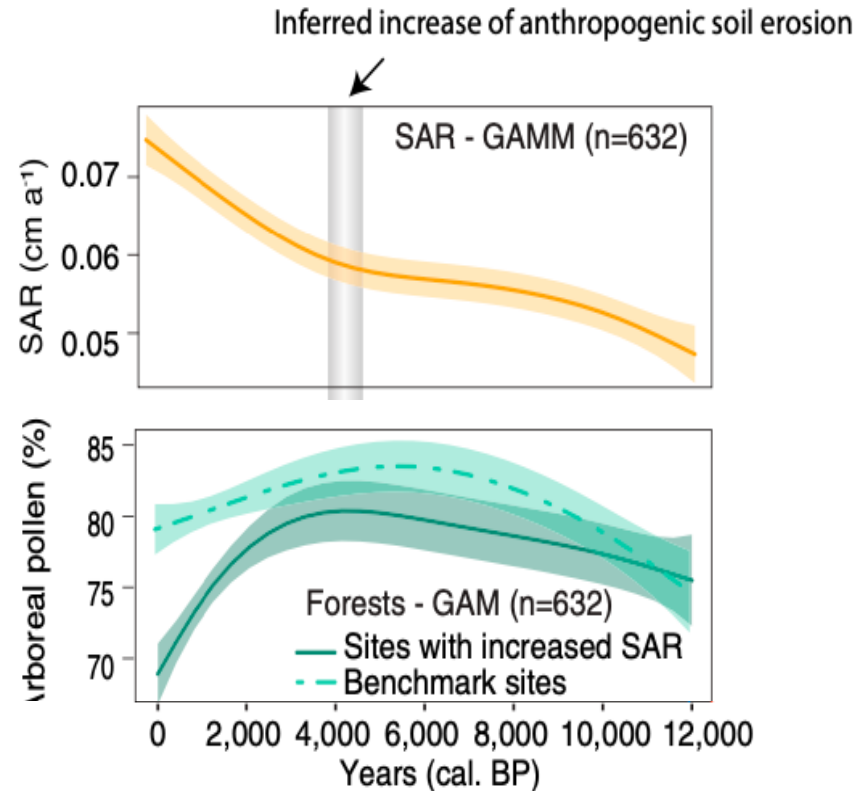 Inferred increase of anthropogenic soil erosion
SAR - GAMM (n=632)
SAR (cm a⁻¹)
0.07
0.06
0.05
rboreal pollen (%)
85
80
75
70
Forests - GAM (n=632)
Sites with increased SAR
Benchmark sites
0 2,000 4,000 6,000 8,000 10,000 12,000
Years (cal. BP)